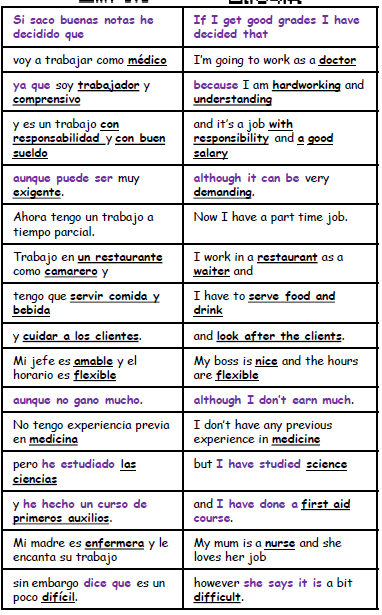 Si saco buenas notas he
decidido que
If I get good grades I have
decided that
voy a trabajar como médico
I'm going to work as a doctor
ya que soy trabajador y
comprensivo
because I am hardworking and
understanding
y es un trabajo con
responsabilidad y con buen
sueldo
and it's a job with
responsibility and a good
salary
aunque puede ser muy
exigente.
although it can be very
demanding.
Ahora tengo un trabajo a
tiempo parcial.
Now I have a part time job.
Trabajo en un restaurante
como camarero y
I work in a restaurant as a
waiter and
tengo que servir comida y
bebida
I have to serve food and
drink
y cuidar a los clientes.
and look after the clients.
Mi jefe es amable y el
horario es flexible
My boss is nice and the hours
are flexible
aunque no gano mucho.
although I don't earn much.
No tengo experiencia previa
en medicina
I don't have any previous
experience in medicine
pero he estudiado las
ciencias
but I have studied science
y he hecho un curso de
primeros auxilios.
and I have done a first aid
course.
Mi madre es enfermera y le
encanta su trabajo
My mum is a nurse and she
loves her job
sin embargo dice que es un
poco difícil.
however she says it is a bit
difficult.